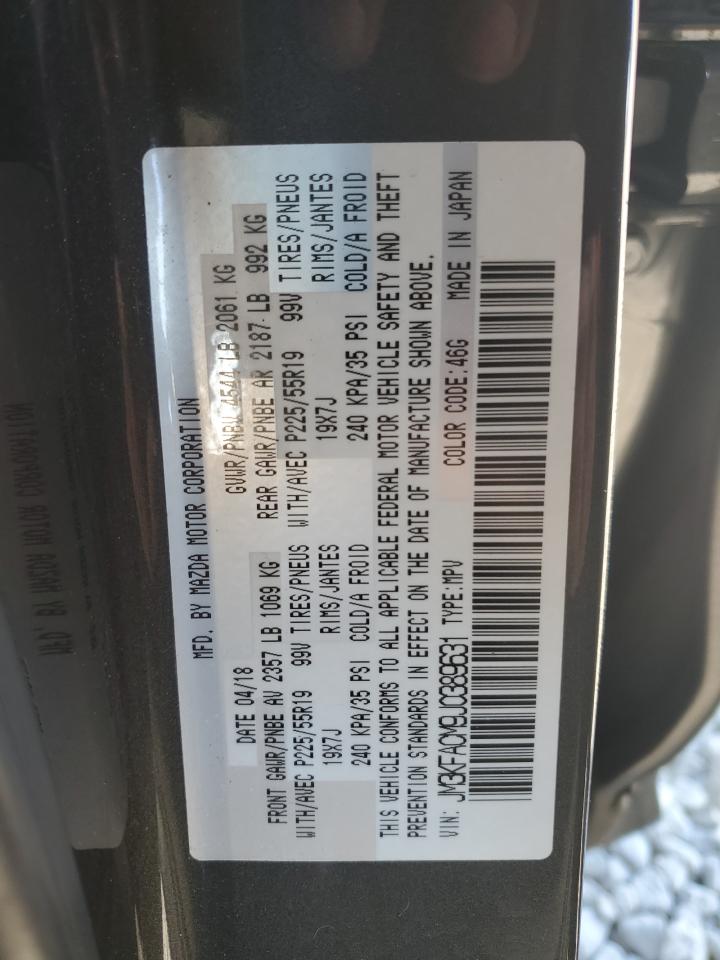 MFD. BY MAZDA MOTOR CORPORATION
DATE 04/18 GVWR/PNBV 4544 LB 2061 KG
FRONT GAWR/PNBE AV 2357 LB 1069 KG REAR GAWR/PNBE AR 2187 LB 992 KG
WITH/AVEC P225/55R19 99V TIRES/PNEUS WITH/AVEC P225/55R19 99V TIRES/PNEUS
19X7J RIMS/JANTES 19X7J RIMS/JANTES
240 KPA/35 PSI COLD/A FROID 240 KPA/35 PSI COLD/A FROID
THIS VEHICLE CONFORMS TO ALL APPLICABLE FEDERAL MOTOR VEHICLE SAFETY AND THEFT
PREVENTION STANDARDS IN EFFECT ON THE DATE OF MANUFACTURE SHOWN ABOVE.
VIN: JM3KFACM9J0389631 TYPE:MPV COLOR CODE:46G MADE IN JAPAN